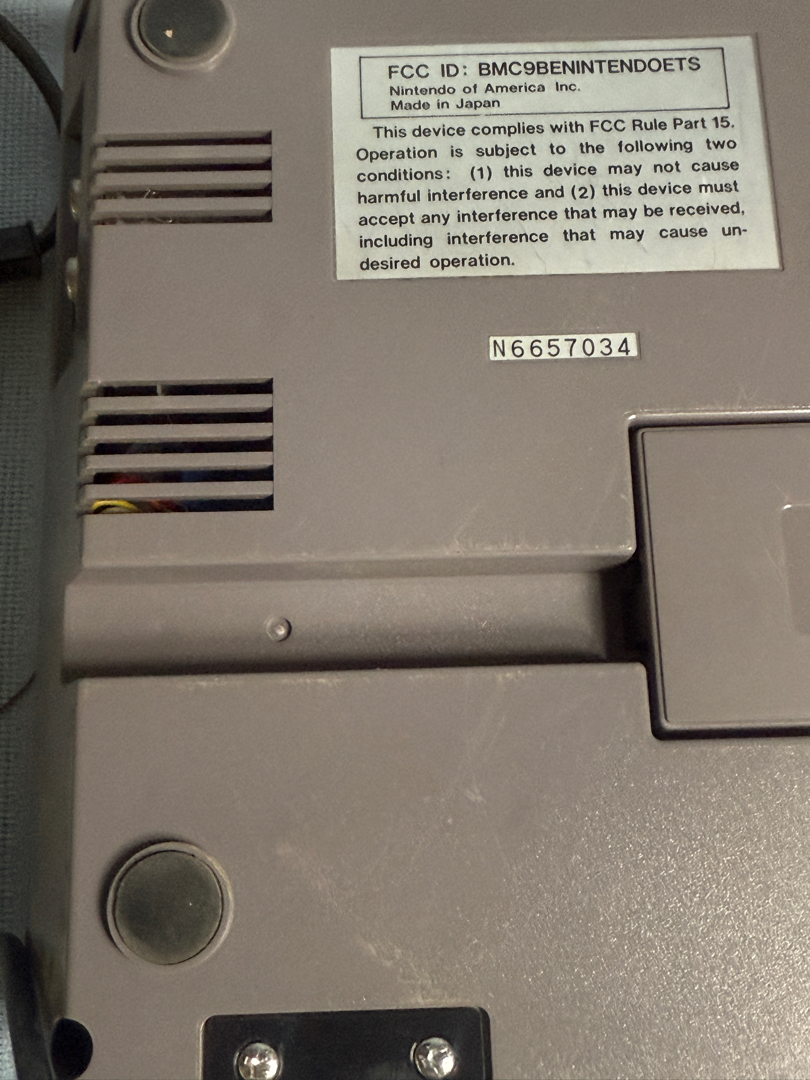 FCC ID: BMC9BENINTENDOETS
Nintendo of America Inc.
Made in Japan
This device complies with FCC Rule Part 15.
Operation is subject to the following two
conditions: (1) this device may not cause
harmful interference and (2) this device must
accept any interference that may be received,
including interference that may cause un-
desired operation.
N6657034